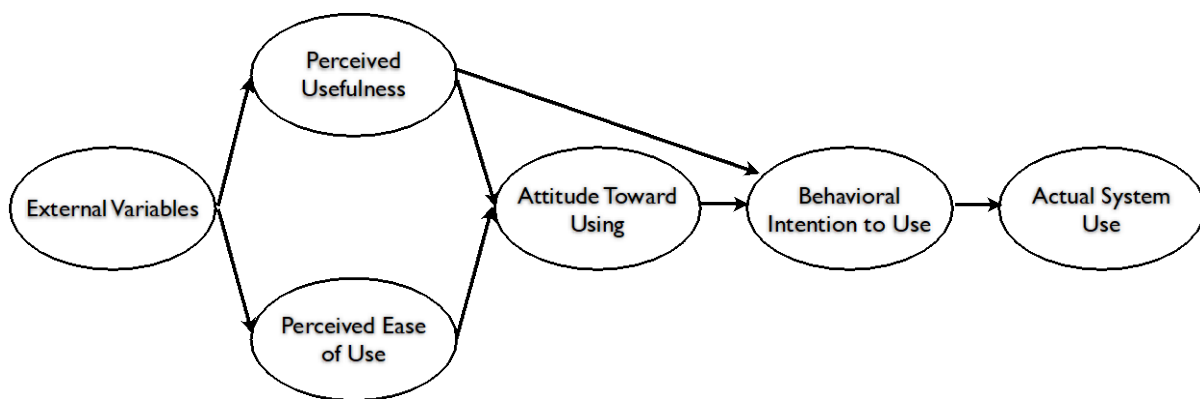 Perceived
Usefulness
External Variables
Attitude Toward
Using
Behavioral
Intention to Use
Actual System
Use
Perceived Ease
of Use